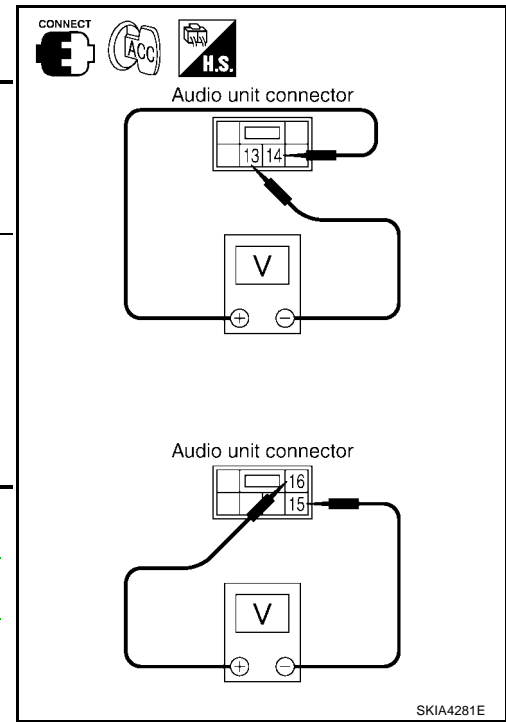 CONNECT
ACC
H.S.
Audio unit connector
13 14
V
+ −
Audio unit connector
16
15
V
+ −
SKIA4281E